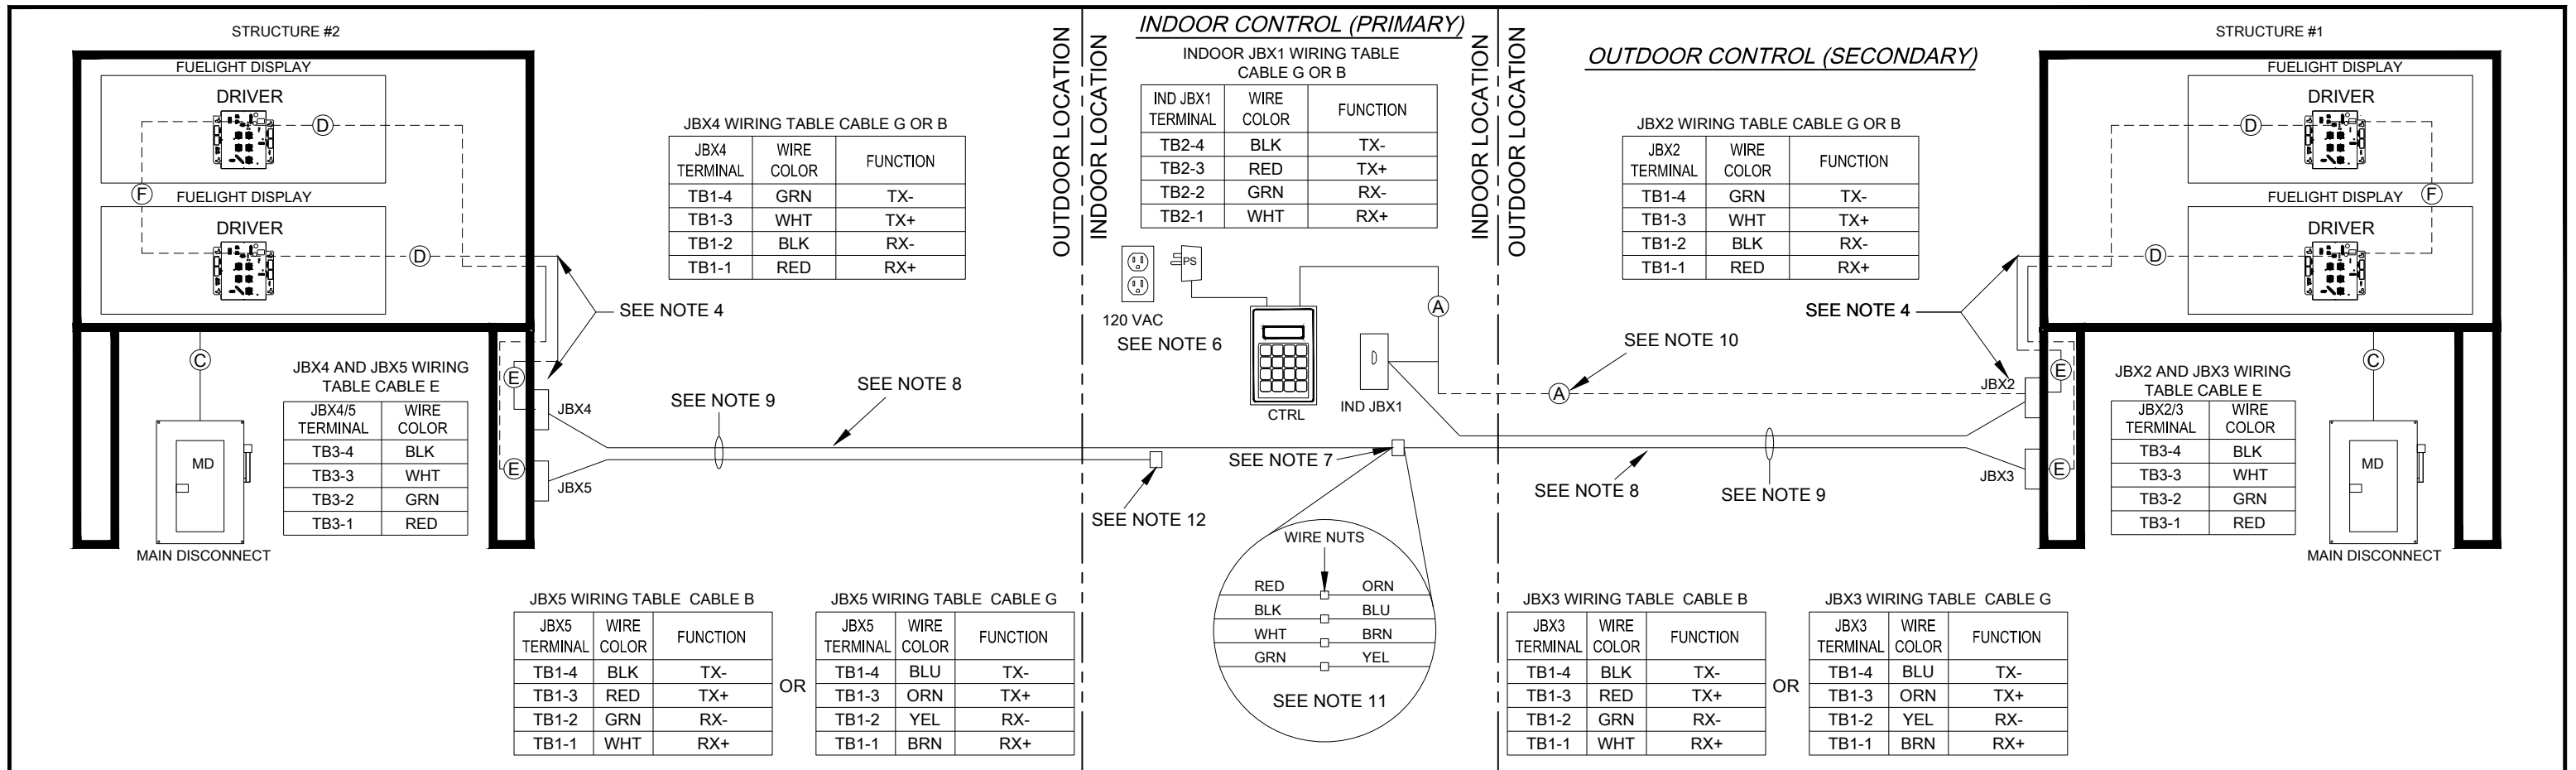 STRUCTURE #2
FUELIGHT DISPLAY
DRIVER
D
F
FUELIGHT DISPLAY
DRIVER
D
SEE NOTE 4
C
E
E
JBX4
JBX5
MD
MAIN DISCONNECT
JBX4 AND JBX5 WIRING
TABLE CABLE E
JBX4/5 TERMINAL WIRE COLOR
TB3-4 BLK
TB3-3 WHT
TB3-2 GRN
TB3-1 RED
JBX4 WIRING TABLE CABLE G OR B
JBX4 TERMINAL WIRE COLOR FUNCTION
TB1-4 GRN TX-
TB1-3 WHT TX+
TB1-2 BLK RX-
TB1-1 RED RX+
SEE NOTE 9
SEE NOTE 8
JBX5 WIRING TABLE CABLE B
JBX5 TERMINAL WIRE COLOR FUNCTION
TB1-4 BLK TX-
TB1-3 RED TX+
TB1-2 GRN RX-
TB1-1 WHT RX+
OR
JBX5 WIRING TABLE CABLE G
JBX5 TERMINAL WIRE COLOR FUNCTION
TB1-4 BLU TX-
TB1-3 ORN TX+
TB1-2 YEL RX-
TB1-1 BRN RX+
OUTDOOR LOCATION
INDOOR LOCATION
INDOOR CONTROL (PRIMARY)
INDOOR JBX1 WIRING TABLE
CABLE G OR B
IND JBX1 TERMINAL WIRE COLOR FUNCTION
TB2-4 BLK TX-
TB2-3 RED TX+
TB2-2 GRN RX-
TB2-1 WHT RX+
PS
120 VAC
SEE NOTE 6
CTRL
IND JBX1
A
SEE NOTE 7
SEE NOTE 12
WIRE NUTS
RED ORN
BLK BLU
WHT BRN
GRN YEL
SEE NOTE 11
INDOOR LOCATION
OUTDOOR LOCATION
OUTDOOR CONTROL (SECONDARY)
JBX2 WIRING TABLE CABLE G OR B
JBX2 TERMINAL WIRE COLOR FUNCTION
TB1-4 GRN TX-
TB1-3 WHT TX+
TB1-2 BLK RX-
TB1-1 RED RX+
SEE NOTE 4
SEE NOTE 10
A
SEE NOTE 8
SEE NOTE 9
JBX3 WIRING TABLE CABLE B
JBX3 TERMINAL WIRE COLOR FUNCTION
TB1-4 BLK TX-
TB1-3 RED TX+
TB1-2 GRN RX-
TB1-1 WHT RX+
OR
JBX3 WIRING TABLE CABLE G
JBX3 TERMINAL WIRE COLOR FUNCTION
TB1-4 BLU TX-
TB1-3 ORN TX+
TB1-2 YEL RX-
TB1-1 BRN RX+
STRUCTURE #1
FUELIGHT DISPLAY
DRIVER
D
F
FUELIGHT DISPLAY
DRIVER
D
JBX2
E
JBX3
E
C
JBX2 AND JBX3 WIRING
TABLE CABLE E
JBX2/3 TERMINAL WIRE COLOR
TB3-4 BLK
TB3-3 WHT
TB3-2 GRN
TB3-1 RED
MD
MAIN DISCONNECT